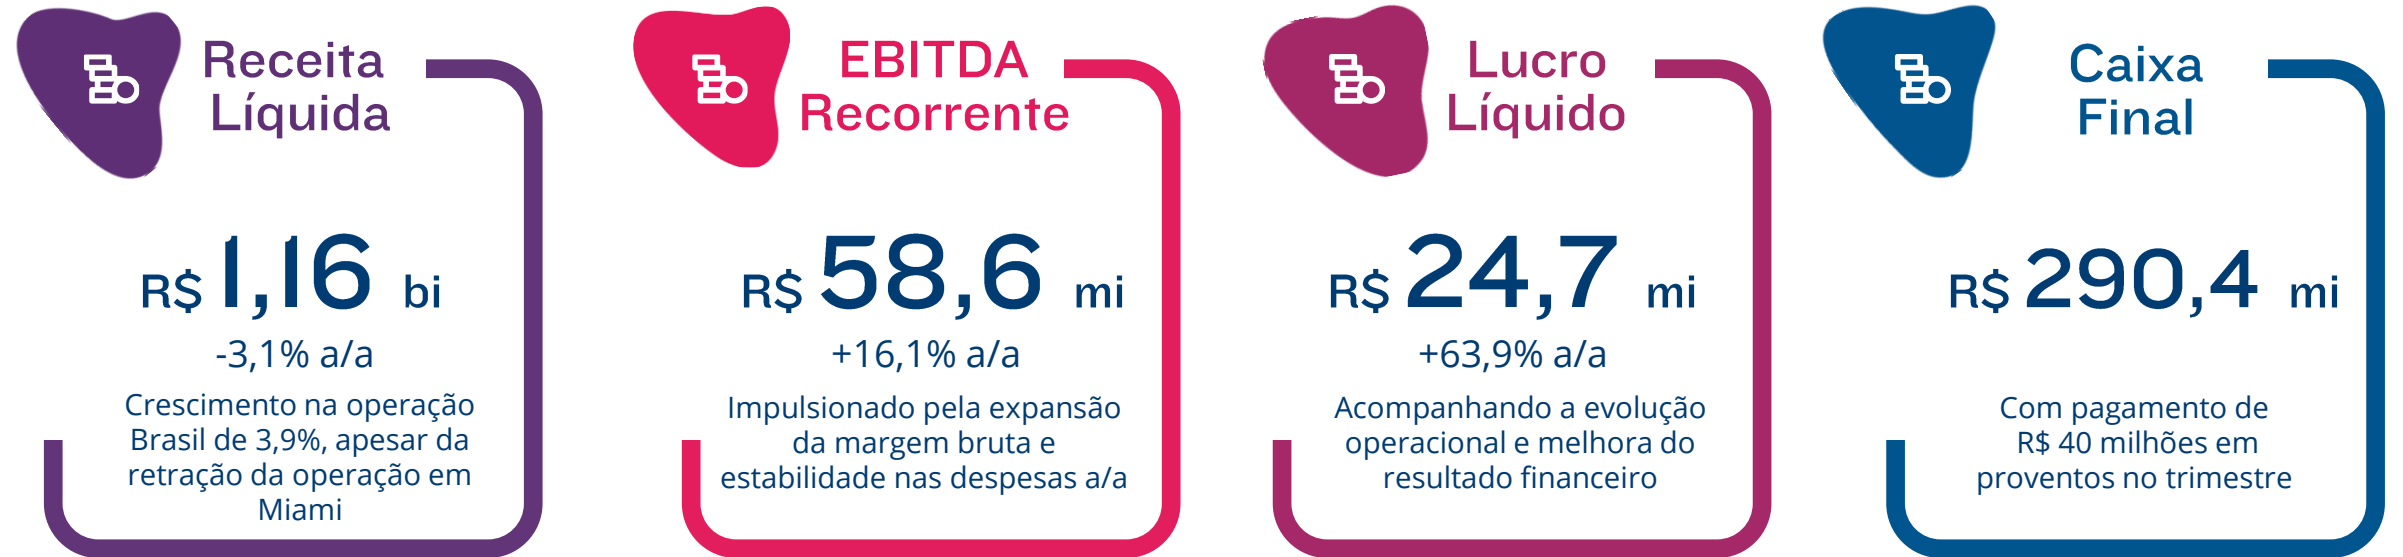 Receita
Líquida
R$ 1,16 bi
-3,1% a/a
Crescimento na operação
Brasil de 3,9%, apesar da
retração da operação em
Miami
EBITDA
Recorrente
R$ 58,6 mi
+16,1% a/a
Impulsionado pela expansão
da margem bruta e
estabilidade nas despesas a/a
Lucro
Líquido
R$ 24,7 mi
+63,9% a/a
Acompanhando a evolução
operacional e melhora do
resultado financeiro
Caixa
Final
R$ 290,4 mi
Com pagamento de
R$ 40 milhões em
proventos no trimestre